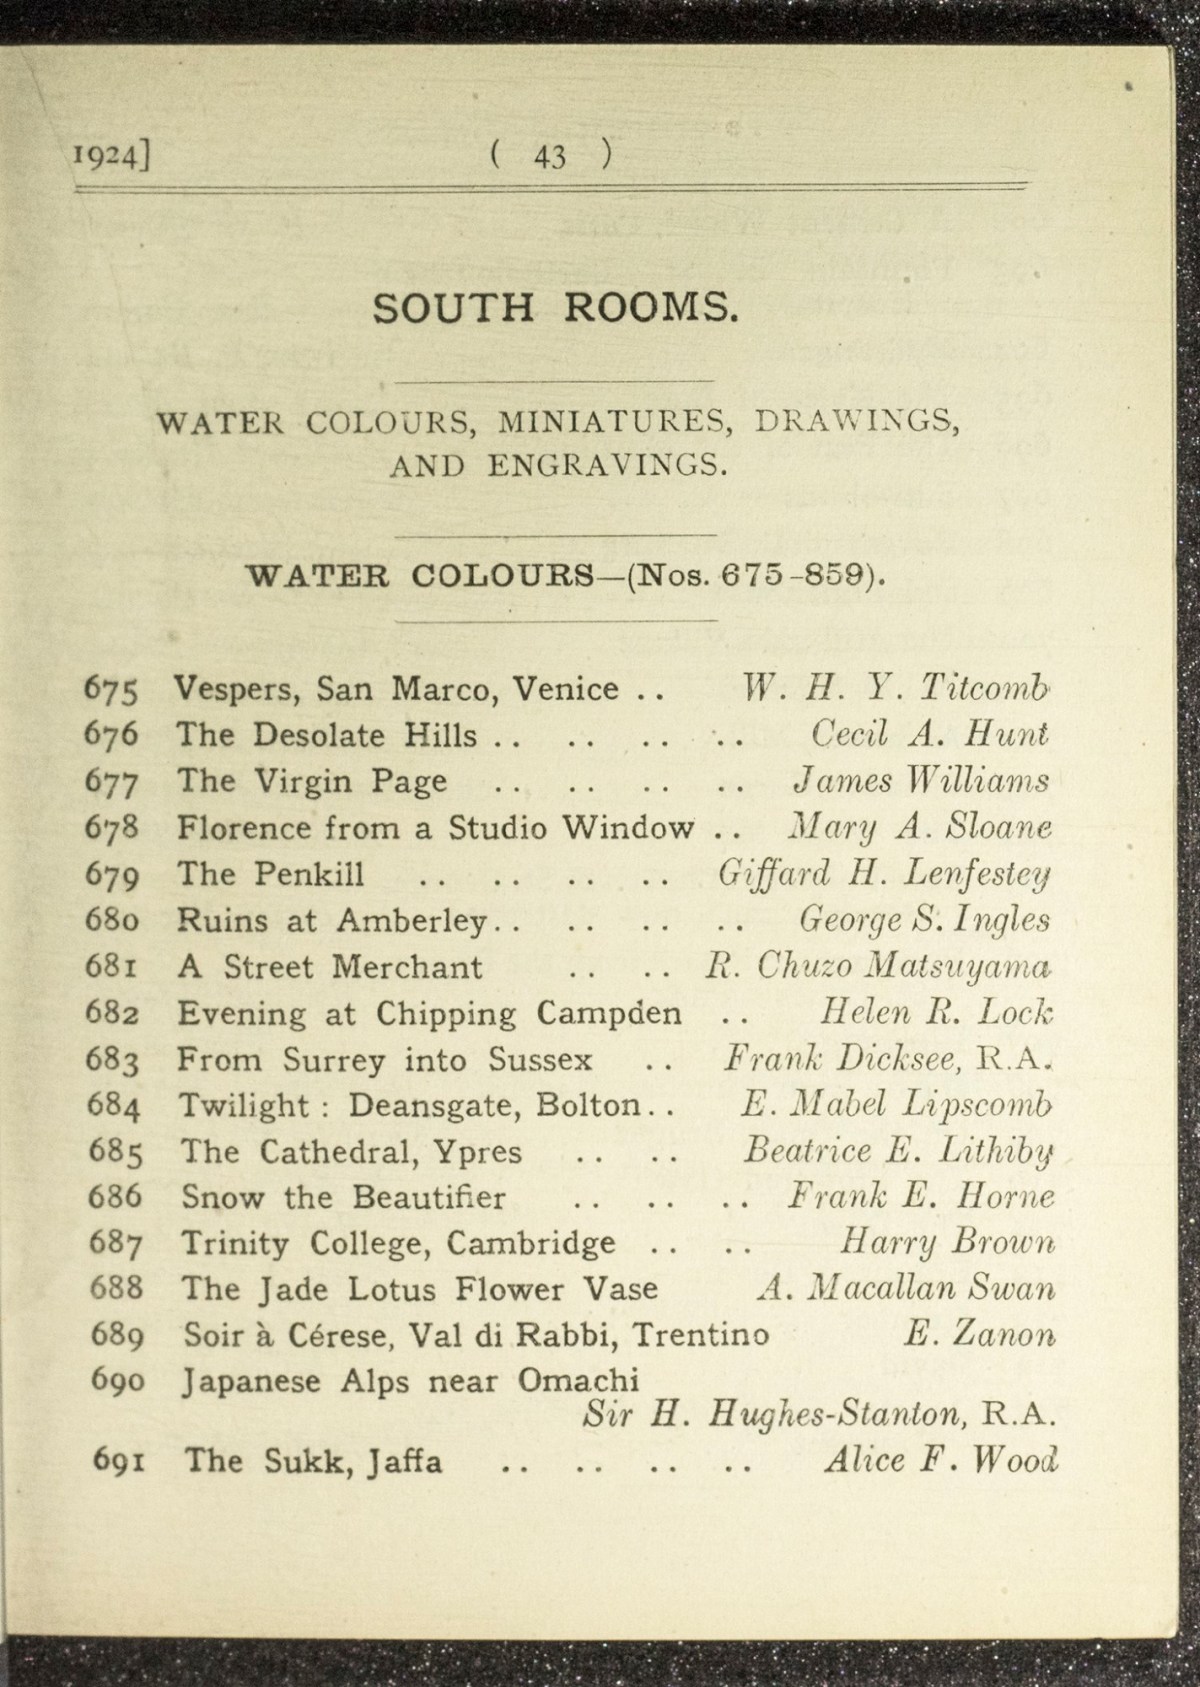 1924] ( 43 )
SOUTH ROOMS.
WATER COLOURS, MINIATURES, DRAWINGS,
AND ENGRAVINGS.
WATER COLOURS—(Nos. 675-859).
675 Vespers, San Marco, Venice .. W. H. Y. Titcomb
676 The Desolate Hills .. .. .. .. Cecil A. Hunt
677 The Virgin Page .. .. .. .. James Williams
678 Florence from a Studio Window .. Mary A. Sloane
679 The Penkill .. .. .. .. Giffard H. Lenfestey
680 Ruins at Amberley.. .. .. .. George S. Ingles
681 A Street Merchant .. .. R. Chuzo Matsuyama
682 Evening at Chipping Campden .. Helen R. Lock
683 From Surrey into Sussex .. Frank Dicksee, R.A.
684 Twilight : Deansgate, Bolton.. E. Mabel Lipscomb
685 The Cathedral, Ypres .. .. Beatrice E. Lithiby
686 Snow the Beautifier .. .. .. Frank E. Horne
687 Trinity College, Cambridge .. .. Harry Brown
688 The Jade Lotus Flower Vase A. Macallan Swan
689 Soir à Cérese, Val di Rabbi, Trentino E. Zanon
690 Japanese Alps near Omachi
Sir H. Hughes-Stanton, R.A.
691 The Sukk, Jaffa .. .. .. .. Alice F. Wood